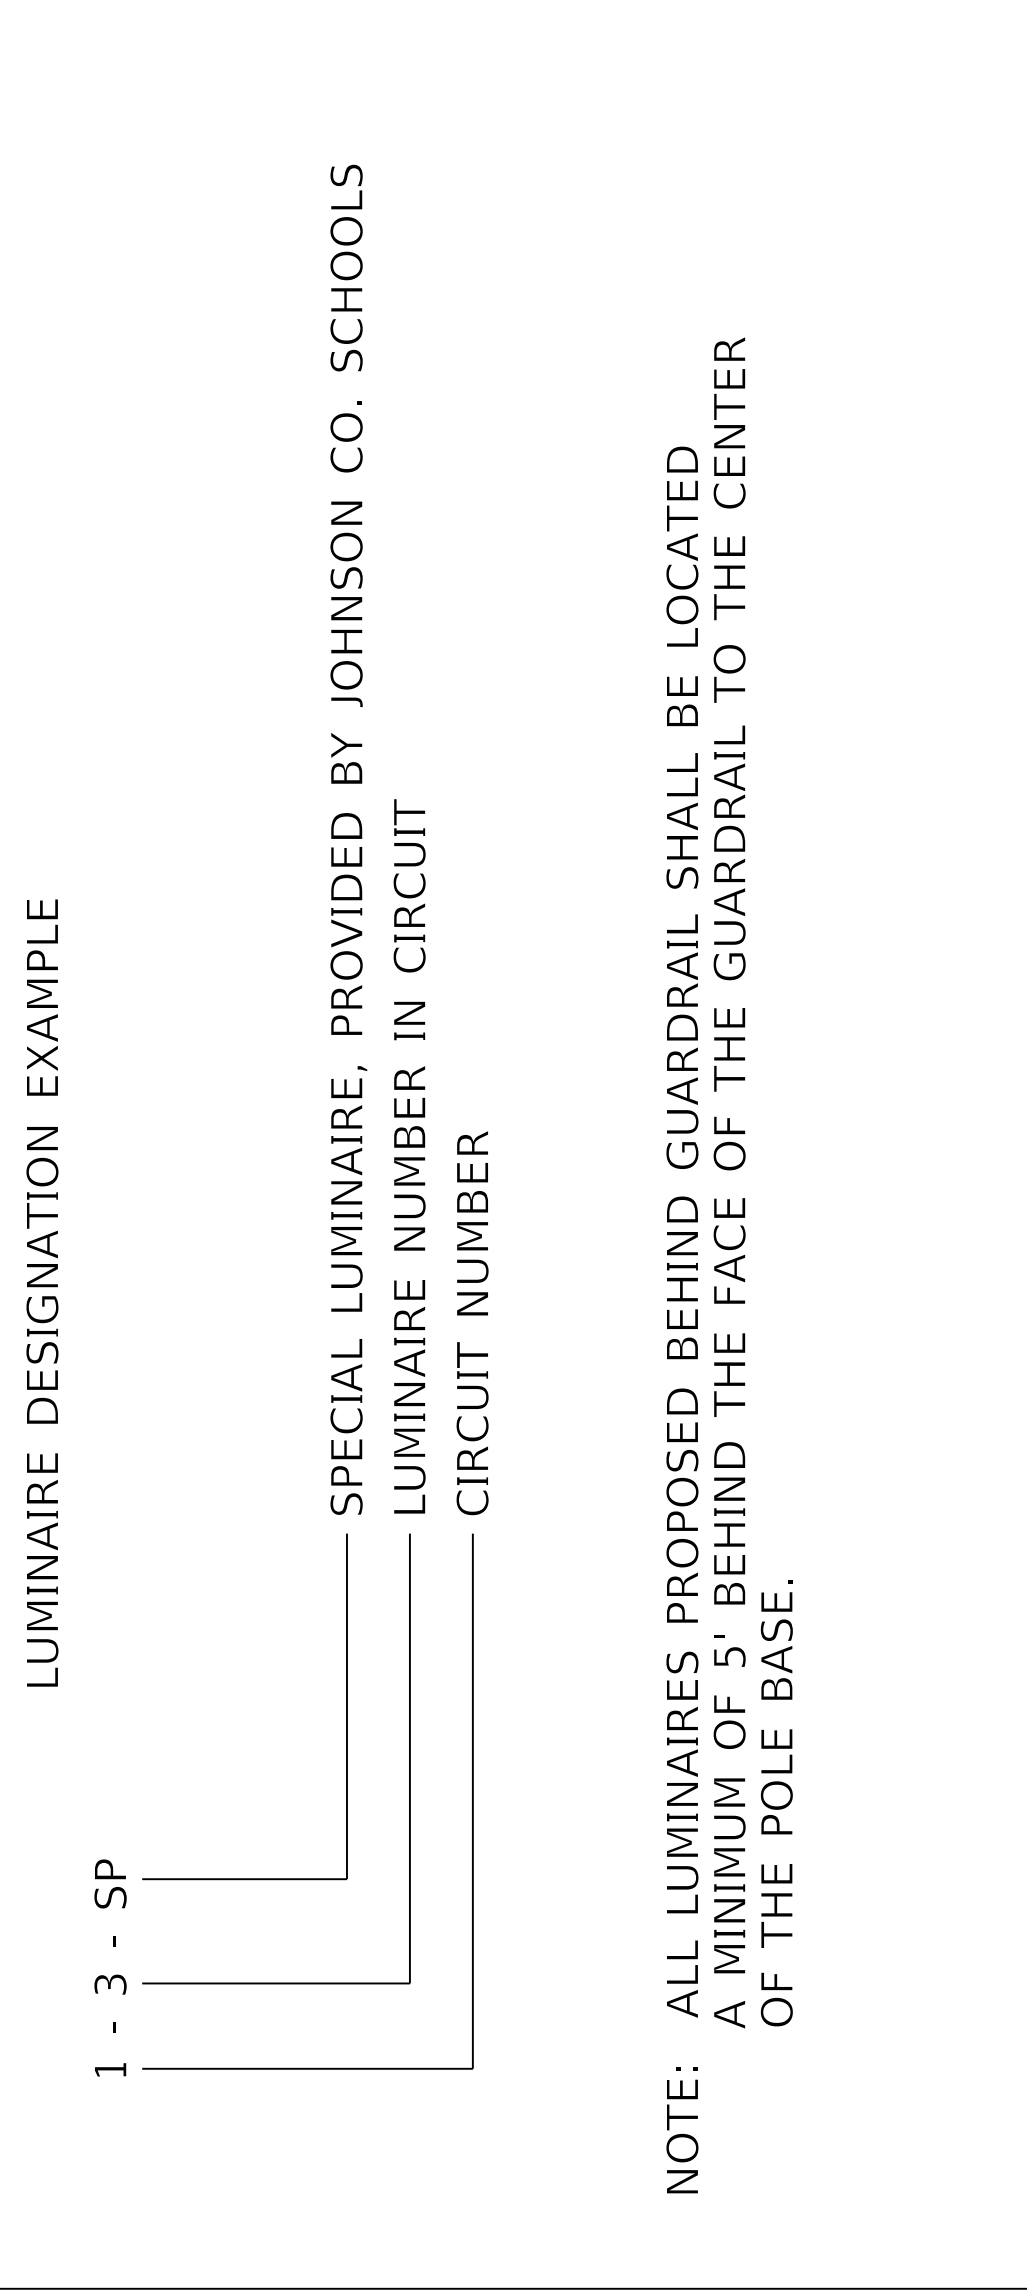 LUMINAIRE DESIGNATION EXAMPLE
1 - 3 - SP
SPECIAL LUMINAIRE, PROVIDED BY JOHNSON CO. SCHOOLS
LUMINAIRE NUMBER IN CIRCUIT
CIRCUIT NUMBER
NOTE: ALL LUMINAIRES PROPOSED BEHIND GUARDRAIL SHALL BE LOCATED
A MINIMUM OF 5' BEHIND THE FACE OF THE GUARDRAIL TO THE CENTER
OF THE POLE BASE.